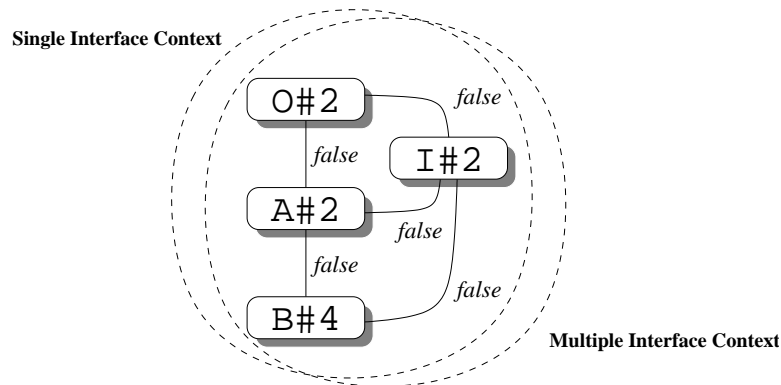 Single Interface Context
O#2
false
false
I#2
A#2
false
false
false
B#4
Multiple Interface Context